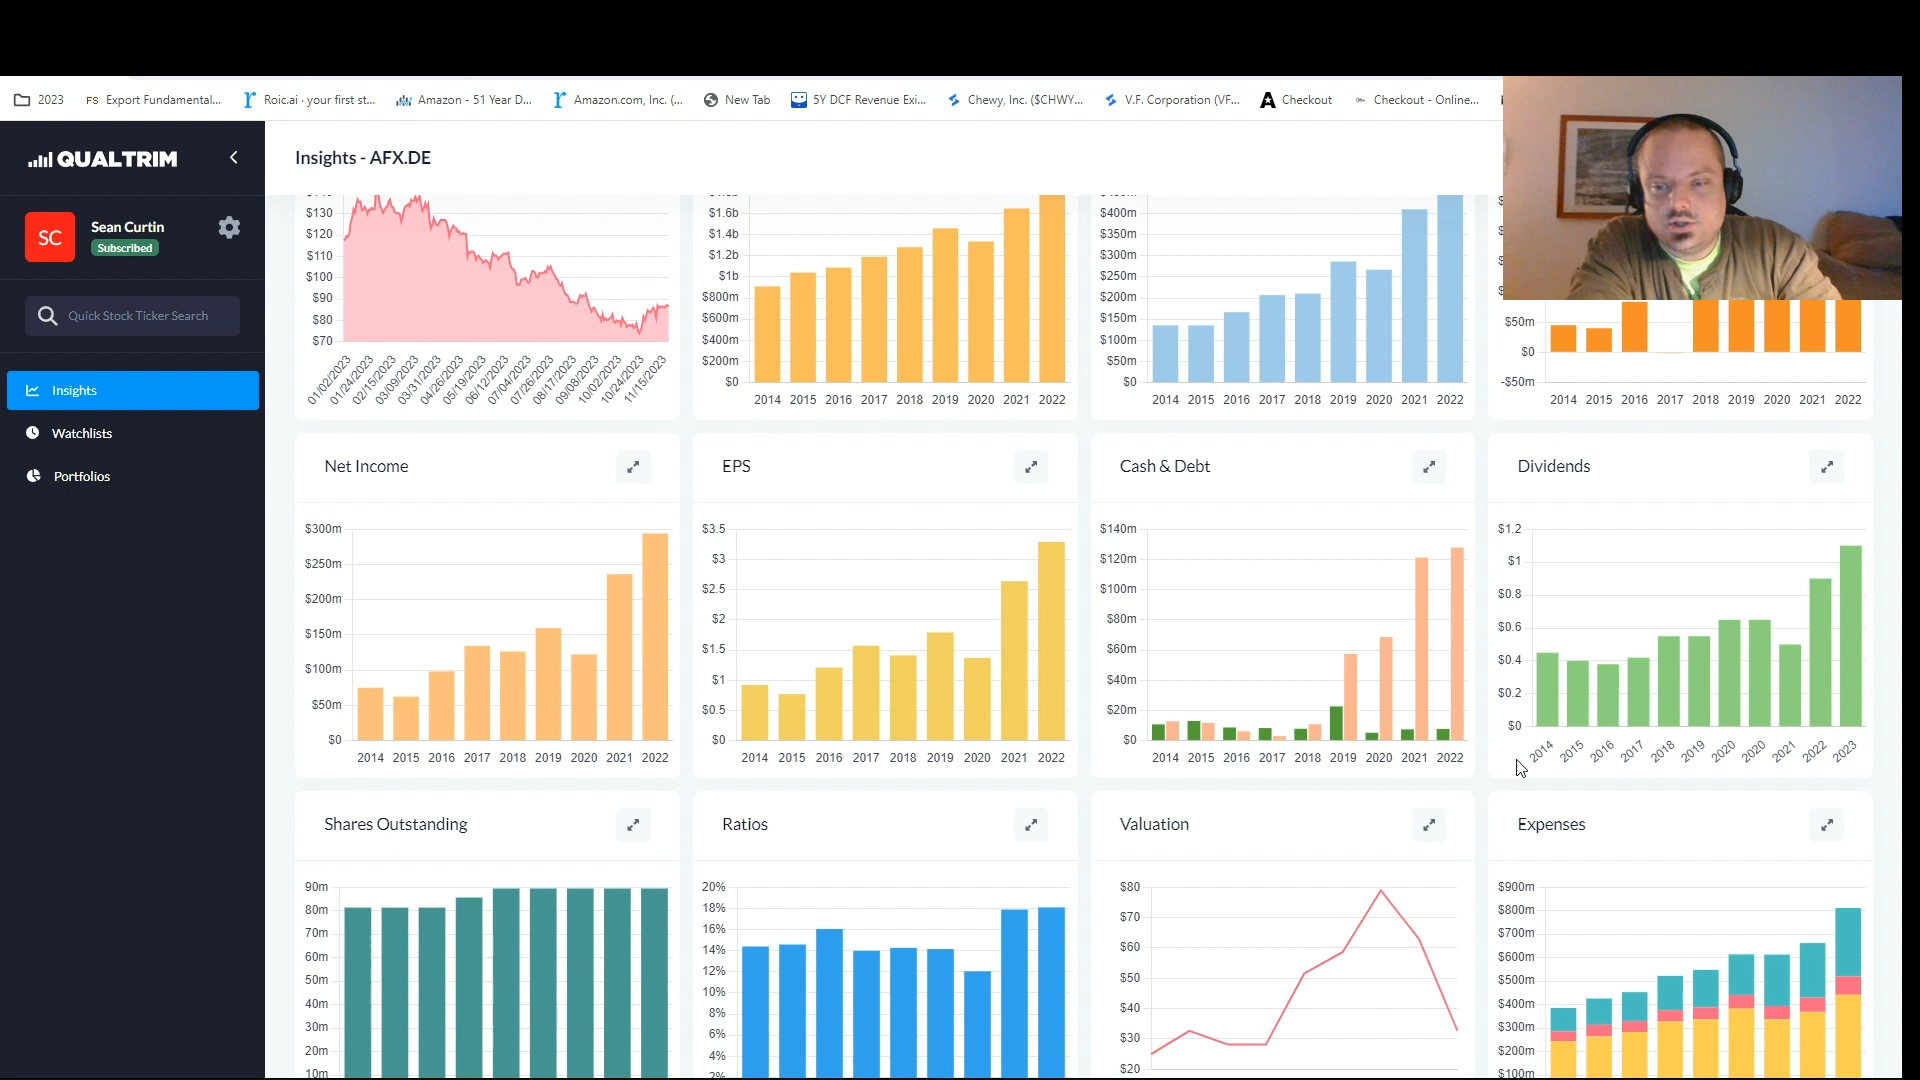 2023
FS Export Fundamental...
Roic.ai · your first st...
Amazon - 51 Year D...
Amazon.com, Inc. (...
New Tab
5Y DCF Revenue Exi...
Chewy, Inc. ($CHWY...
V.F. Corporation (VF...
Checkout
Checkout - Online...
QUALTRIM
Insights - AFX.DE
SC
Sean Curtin
Subscribed
Quick Stock Ticker Search
Insights
Watchlists
Portfolios
$130
$120
$110
$100
$90
$80
$70
01/02/2023 01/24/2023 02/15/2023 03/09/2023 03/31/2023 04/26/2023 05/19/2023 06/12/2023 07/04/2023 07/26/2023 08/17/2023 09/08/2023 10/02/2023 10/24/2023 11/15/2023
$1.6b
$1.4b
$1.2b
$1b
$800m
$600m
$400m
$200m
$0
2014 2015 2016 2017 2018 2019 2020 2021 2022
$400m
$350m
$300m
$250m
$200m
$150m
$100m
$50m
$0
2014 2015 2016 2017 2018 2019 2020 2021 2022
$50m
$0
-$50m
2014 2015 2016 2017 2018 2019 2020 2021 2022
Net Income
$300m
$250m
$200m
$150m
$100m
$50m
$0
2014 2015 2016 2017 2018 2019 2020 2021 2022
EPS
$3.5
$3
$2.5
$2
$1.5
$1
$0.5
$0
2014 2015 2016 2017 2018 2019 2020 2021 2022
Cash & Debt
$140m
$120m
$100m
$80m
$60m
$40m
$20m
$0
2014 2015 2016 2017 2018 2019 2020 2021 2022
Dividends
$1.2
$1
$0.8
$0.6
$0.4
$0.2
$0
2014 2015 2016 2017 2018 2019 2020 2020 2021 2022 2023
Shares Outstanding
90m
80m
70m
60m
50m
40m
30m
20m
10m
Ratios
20%
18%
16%
14%
12%
10%
8%
6%
4%
2%
Valuation
$80
$70
$60
$50
$40
$30
$20
Expenses
$900m
$800m
$700m
$600m
$500m
$400m
$300m
$200m
$100m